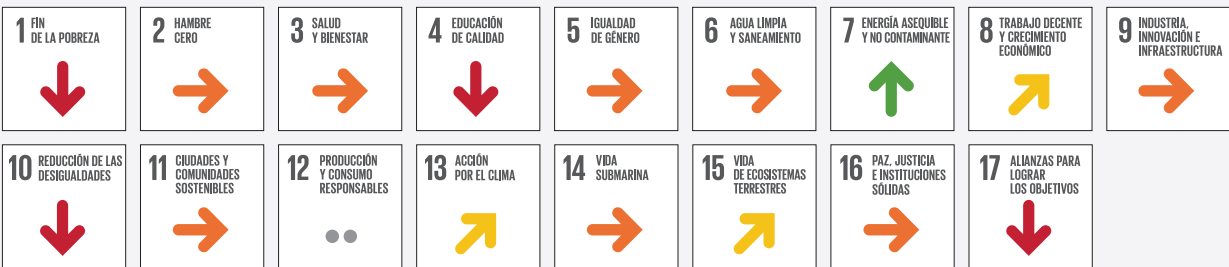 1 FIN
DE LA POBREZA
2 HAMBRE
CERO
3 SALUD
Y BIENESTAR
4 EDUCACIÓN
DE CALIDAD
5 IGUALDAD
DE GÉNERO
6 AGUA LIMPIA
Y SANEAMIENTO
7 ENERGÍA ASEQUIBLE
Y NO CONTAMINANTE
8 TRABAJO DECENTE
Y CRECIMIENTO
ECONÓMICO
9 INDUSTRIA,
INNOVACIÓN E
INFRAESTRUCTURA
10 REDUCCIÓN DE LAS
DESIGUALDADES
11 CIUDADES Y
COMUNIDADES
SOSTENIBLES
12 PRODUCCIÓN
Y CONSUMO
RESPONSABLES
13 ACCIÓN
POR EL CLIMA
14 VIDA
SUBMARINA
15 VIDA
DE ECOSISTEMAS
TERRESTRES
16 PAZ, JUSTICIA
E INSTITUCIONES
SÓLIDAS
17 ALIANZAS PARA
LOGRAR
LOS OBJETIVOS